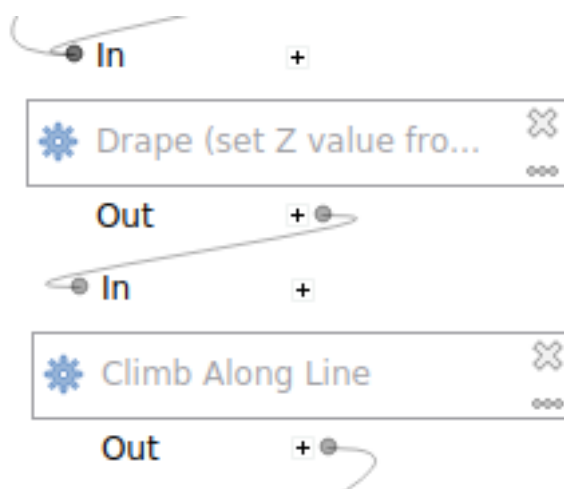 In
Drape (set Z value fro...
Out
In
Climb Along Line
Out